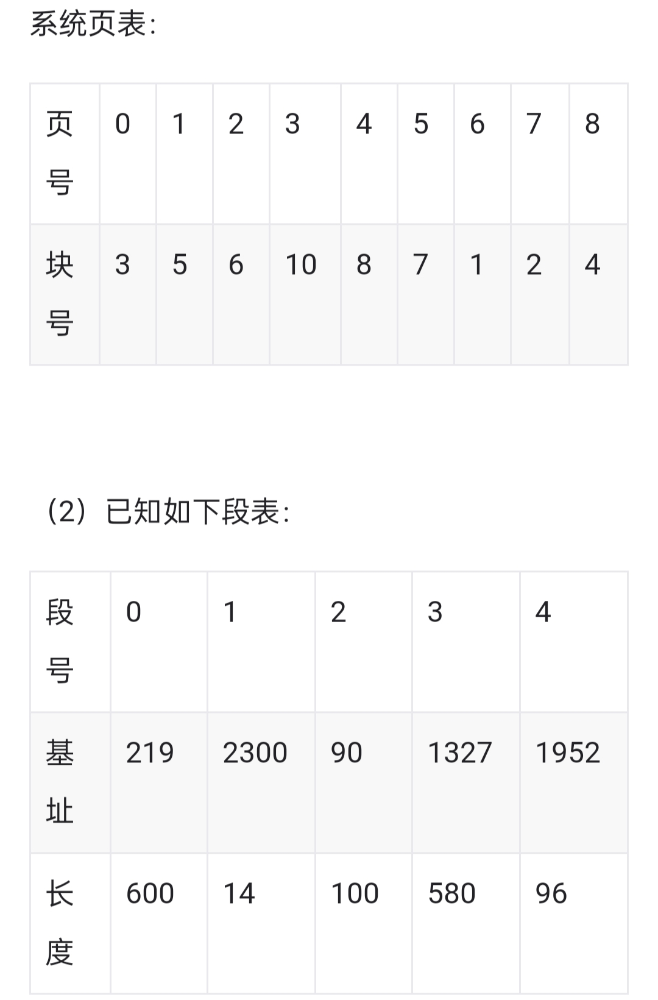 系统页表：
页号 0 1 2 3 4 5 6 7 8
块号 3 5 6 10 8 7 1 2 4
（2）已知如下段表：
段号 0 1 2 3 4
基址 219 2300 90 1327 1952
长度 600 14 100 580 96